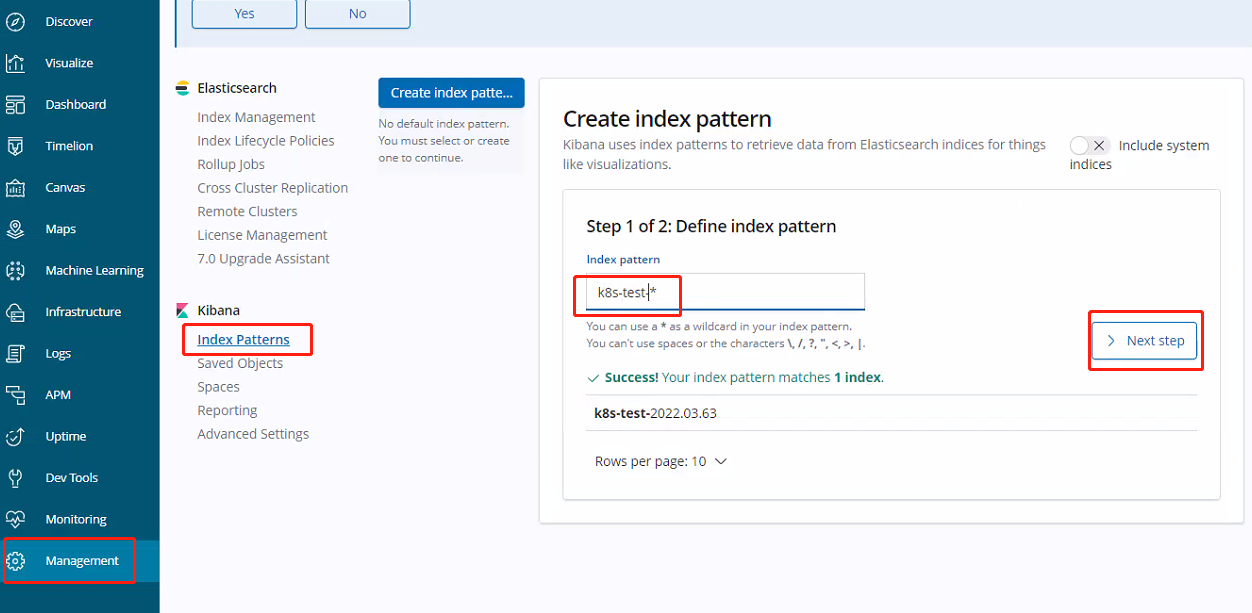 Discover
Visualize
Dashboard
Timelion
Canvas
Maps
Machine Learning
Infrastructure
Logs
APM
Uptime
Dev Tools
Monitoring
Management
Yes
No
Elasticsearch
Index Management
Index Lifecycle Policies
Rollup Jobs
Cross Cluster Replication
Remote Clusters
License Management
7.0 Upgrade Assistant
Kibana
Index Patterns
Saved Objects
Spaces
Reporting
Advanced Settings
Create index patte...
No default index pattern.
You must select or create
one to continue.
Create index pattern
Kibana uses index patterns to retrieve data from Elasticsearch indices for things
like visualizations.
Include system
indices
Step 1 of 2: Define index pattern
Index pattern
k8s-test-*
You can use a * as a wildcard in your index pattern.
You can't use spaces or the characters \, /, ?, ", <, >, |.
Success! Your index pattern matches 1 index.
k8s-test-2022.03.63
Rows per page: 10
Next step